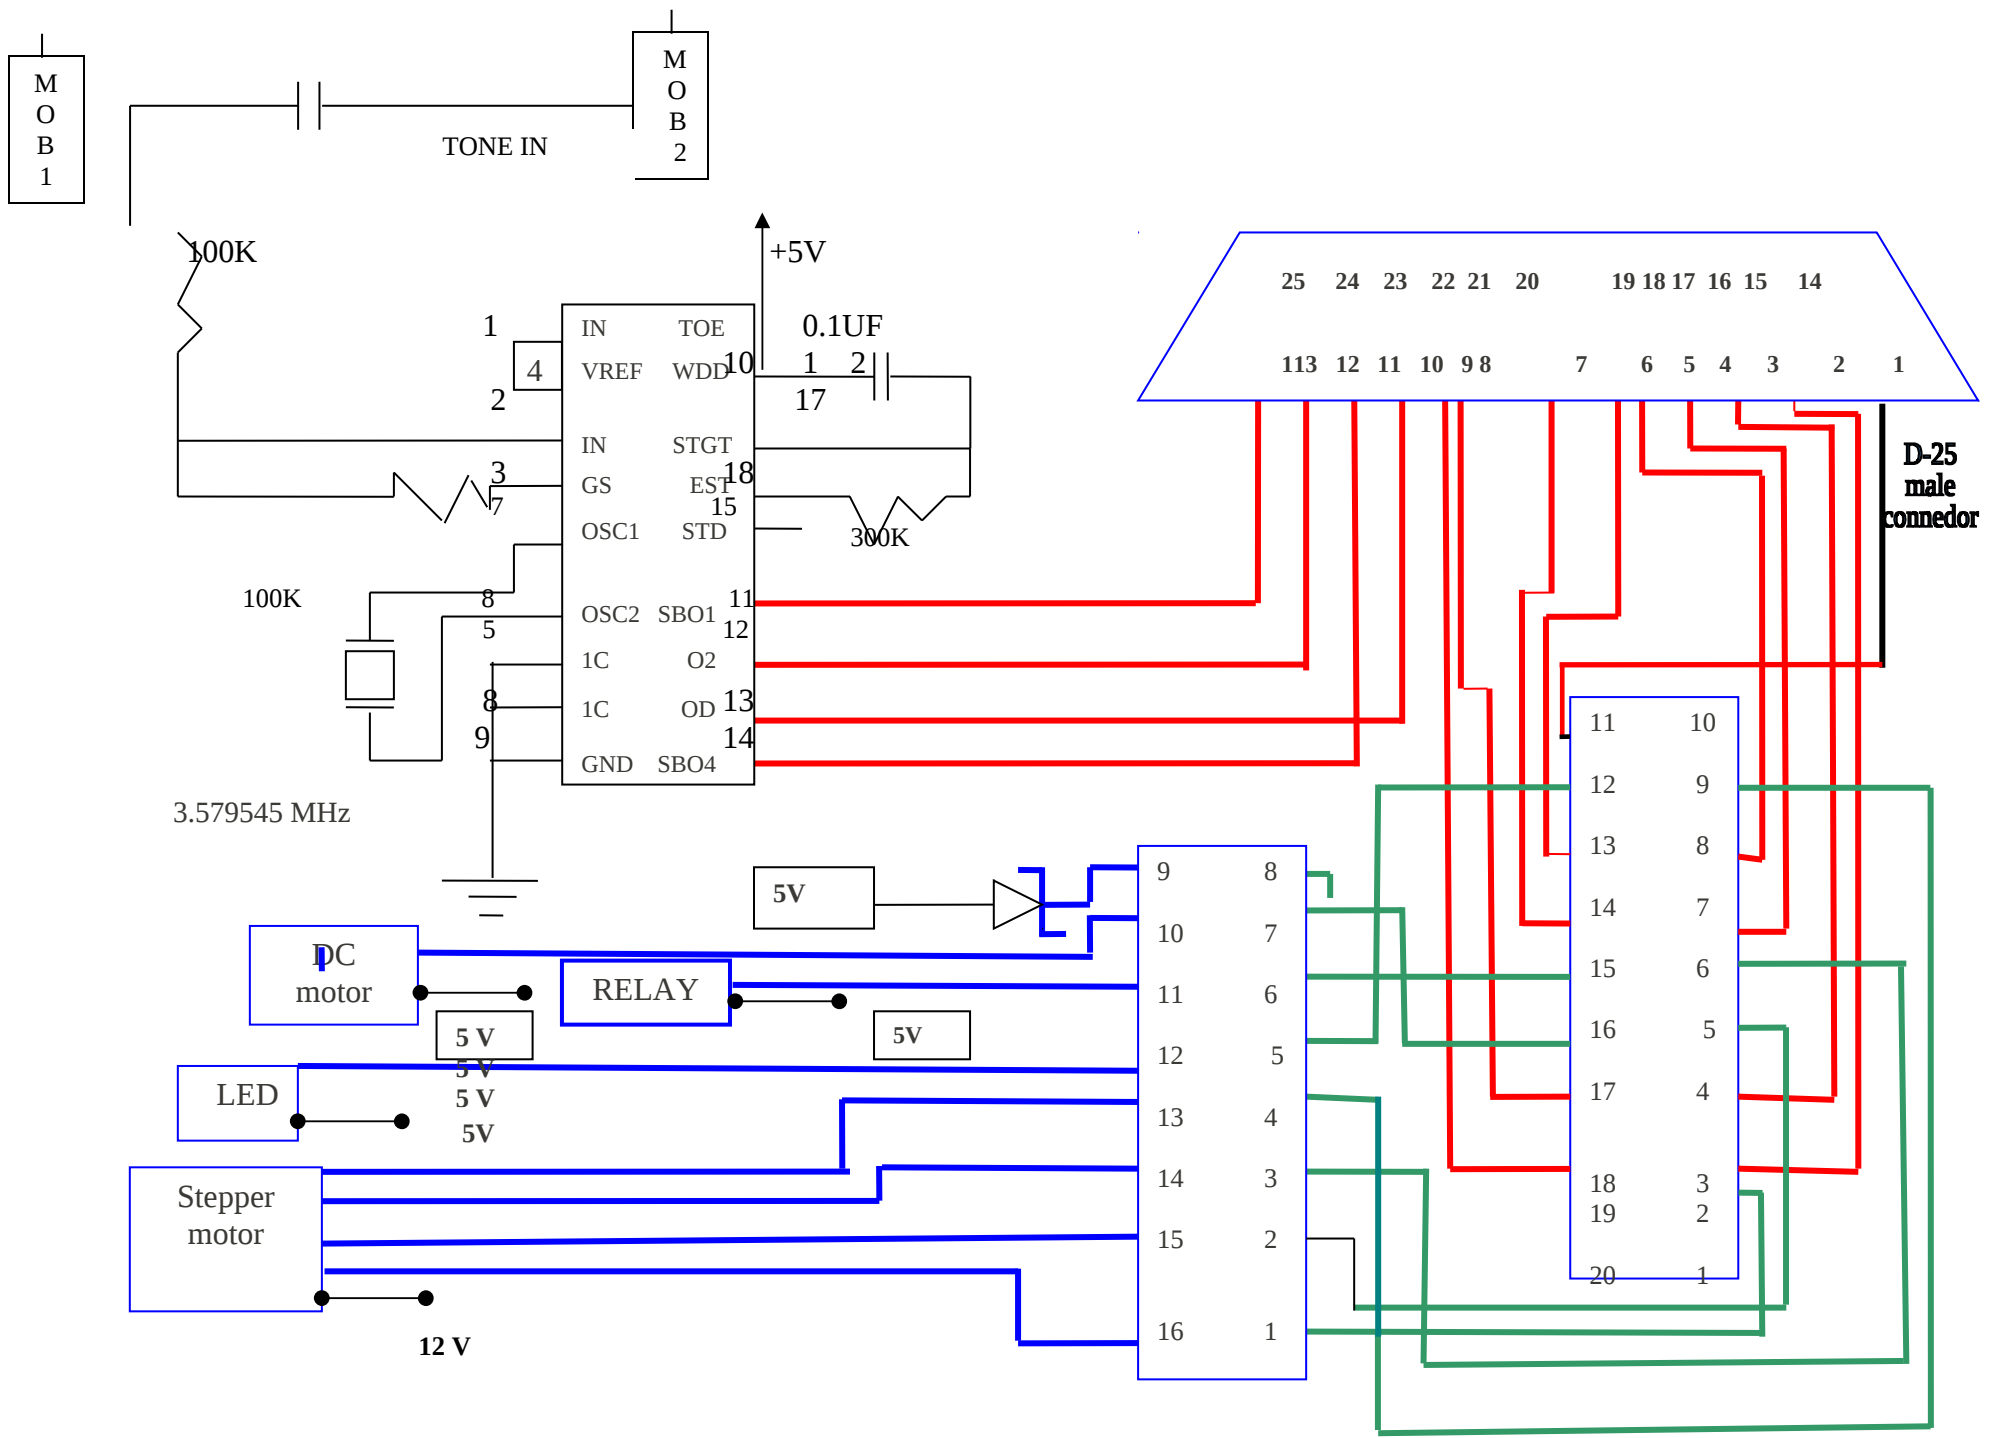 M
O
B
1
M
O
B
2
TONE IN
100K
+5V
25 24 23 22 21 20 19 18 17 16 15 14
113 12 11 10 9 8 7 6 5 4 3 2 1
D-25
male
connedor
1
IN TOE
0.1UF
4
VREF WDD
10
1 2
2
17
IN STGT
3
18
GS EST
7
15
OSC1 STD
300K
100K
8
11
OSC2 SBO1
5
12
1C O2
8
13
1C OD
9
14
GND SBO4
3.579545 MHz
11 10
12 9
13 8
14 7
15 6
16 5
17 4
18 3
19 2
20 1
5V
9 8
10 7
11 6
12 5
13 4
14 3
15 2
16 1
DC
motor
RELAY
5 V
5 V
5 V
5V
5V
LED
Stepper
motor
12 V